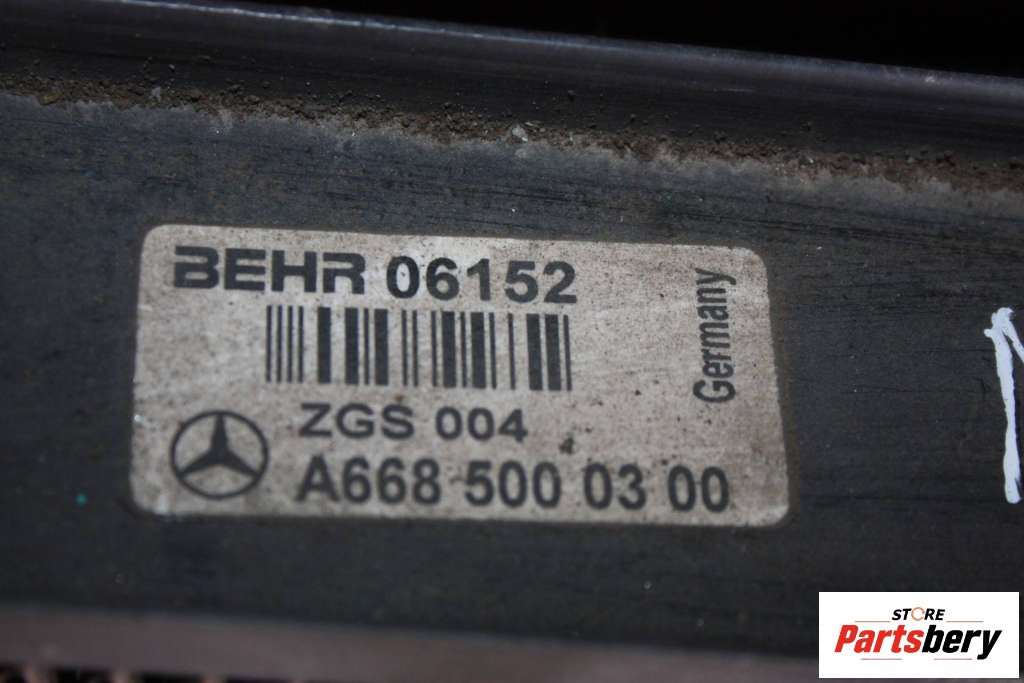 BEHR 06152
Germany
ZGS 004
A668 500 03 00
STORE
Partsbery